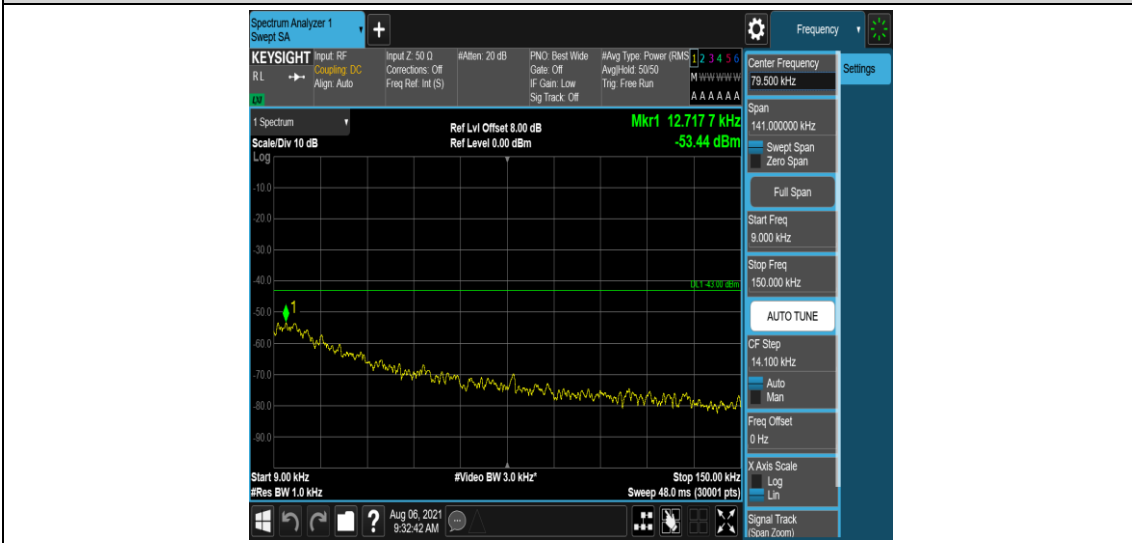 Spectrum Analyzer 1
Swept SA
+
Frequency
KEYSIGHT
RL
LXI
Input: RF
Coupling: DC
Align: Auto
Input Z: 50 Ω
Corrections: Off
Freq Ref: Int (S)
#Atten: 20 dB
PNO: Best Wide
Gate: Off
IF Gain: Low
Sig Track: Off
#Avg Type: Power (RMS
Avg|Hold: 50/50
Trig: Free Run
1 2 3 4 5 6
M W W W W W
A A A A A A
1 Spectrum
Scale/Div 10 dB
Log
Ref Lvl Offset 8.00 dB
Ref Level 0.00 dBm
Mkr1 12.717 7 kHz
-53.44 dBm
-10.0
-20.0
-30.0
-40.0
DL1 -43.00 dBm
-50.0
1
-60.0
-70.0
-80.0
-90.0
Start 9.00 kHz
#Video BW 3.0 kHz*
Stop 150.00 kHz
#Res BW 1.0 kHz
Sweep 48.0 ms (30001 pts)
?
Aug 06, 2021
9:32:42 AM
Center Frequency
79.500 kHz
Settings
Span
141.000000 kHz
Swept Span
Zero Span
Full Span
Start Freq
9.000 kHz
Stop Freq
150.000 kHz
AUTO TUNE
CF Step
14.100 kHz
Auto
Man
Freq Offset
0 Hz
X Axis Scale
Log
Lin
Signal Track
(Span Zoom)